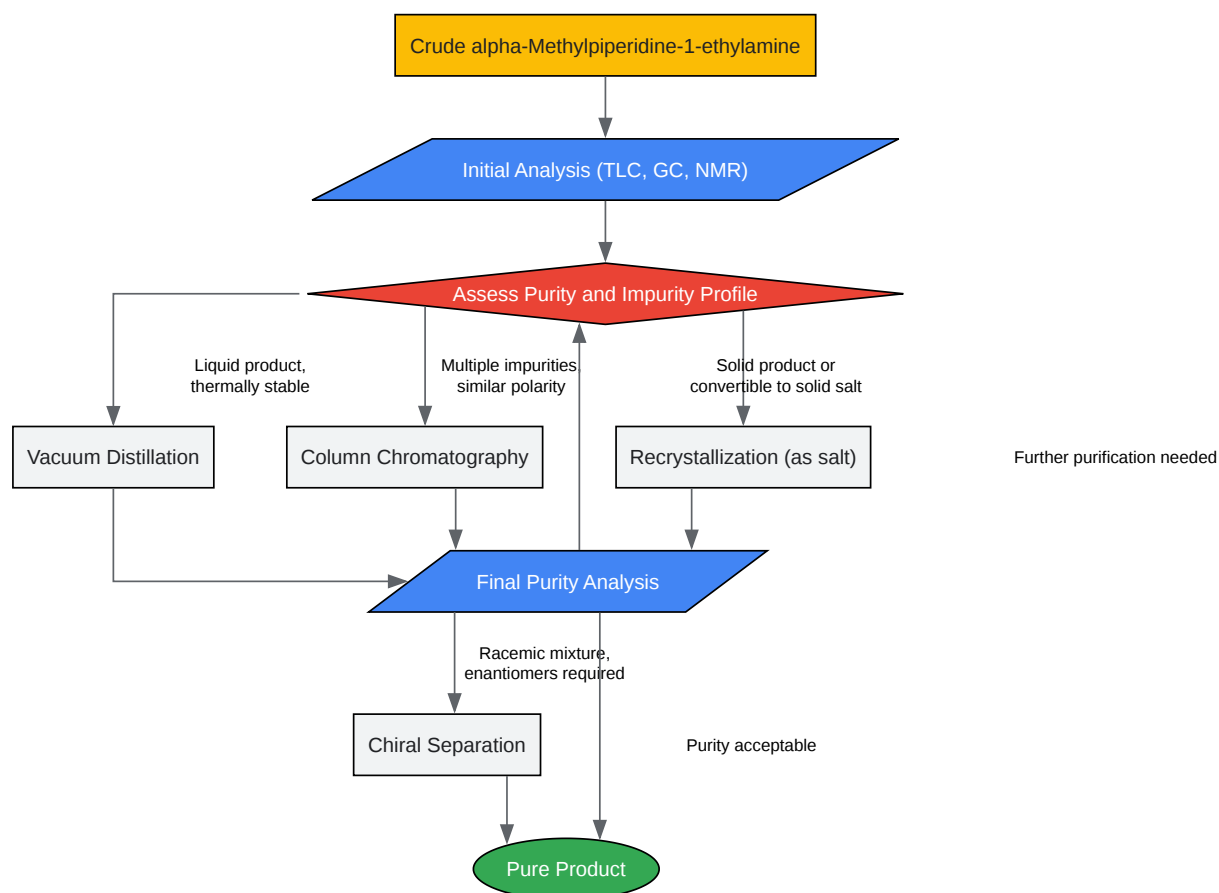 Crude alpha-Methylpiperidine-1-ethylamine
Initial Analysis (TLC, GC, NMR)
Assess Purity and Impurity Profile
Liquid product,
thermally stable
Multiple impurities,
similar polarity
Solid product or
convertible to solid salt
Vacuum Distillation
Column Chromatography
Recrystallization (as salt)
Further purification needed
Final Purity Analysis
Racemic mixture,
enantiomers required
Chiral Separation
Purity acceptable
Pure Product